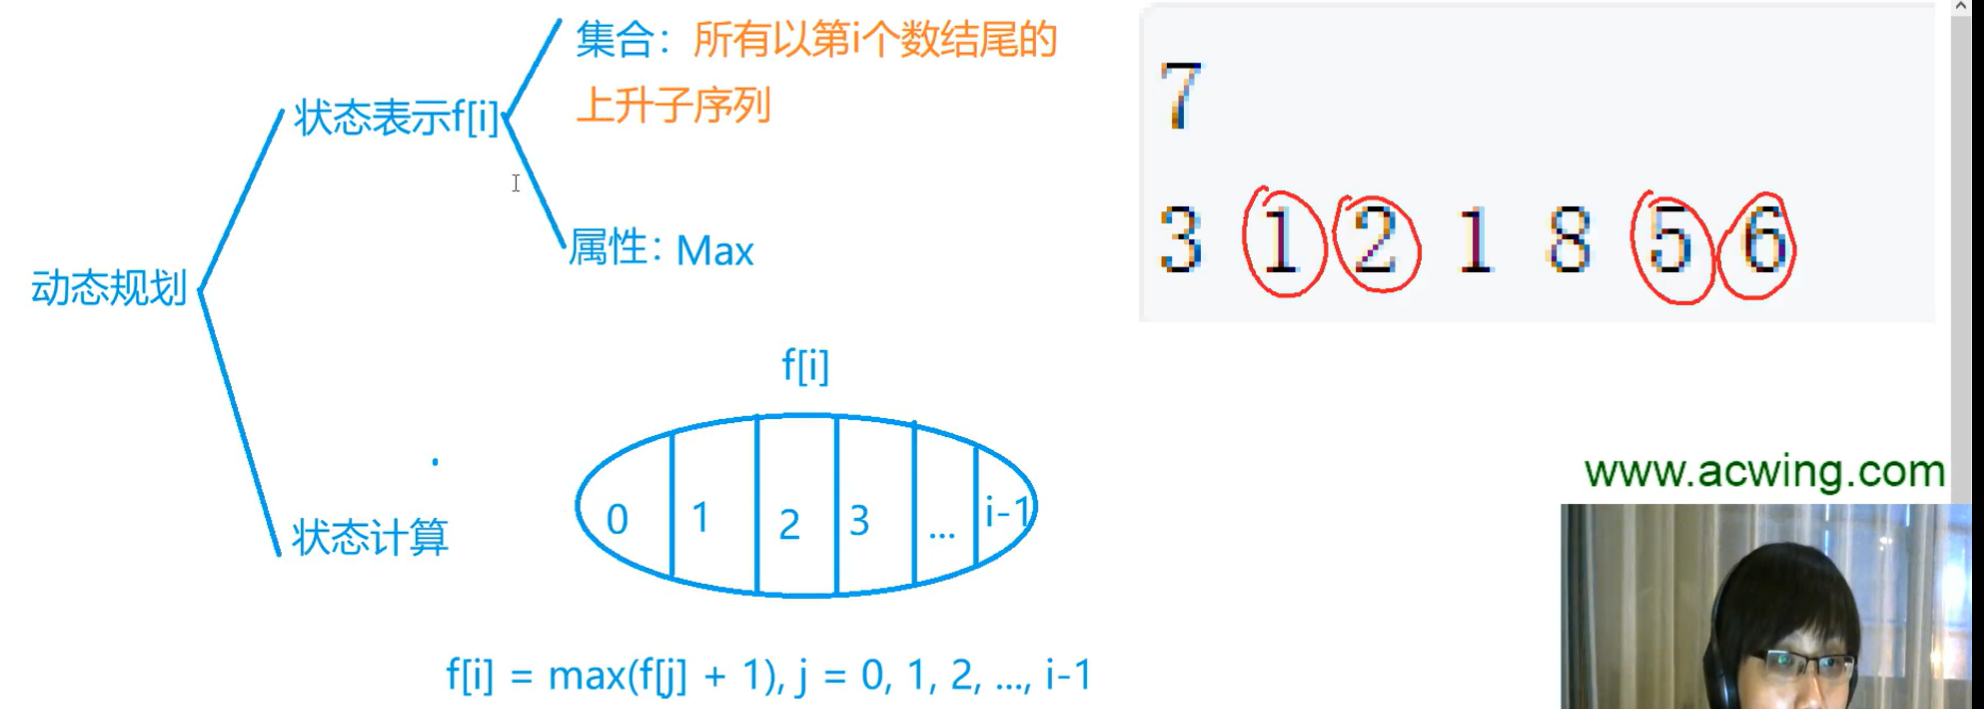 集合：所有以第i个数结尾的
上升子序列
状态表示f[i]
属性：Max
动态规划
状态计算
f[i]
0 1 2 3 ... i-1
f[i] = max(f[j] + 1), j = 0, 1, 2, ..., i-1
7
3 1 2 1 8 5 6
www.acwing.com